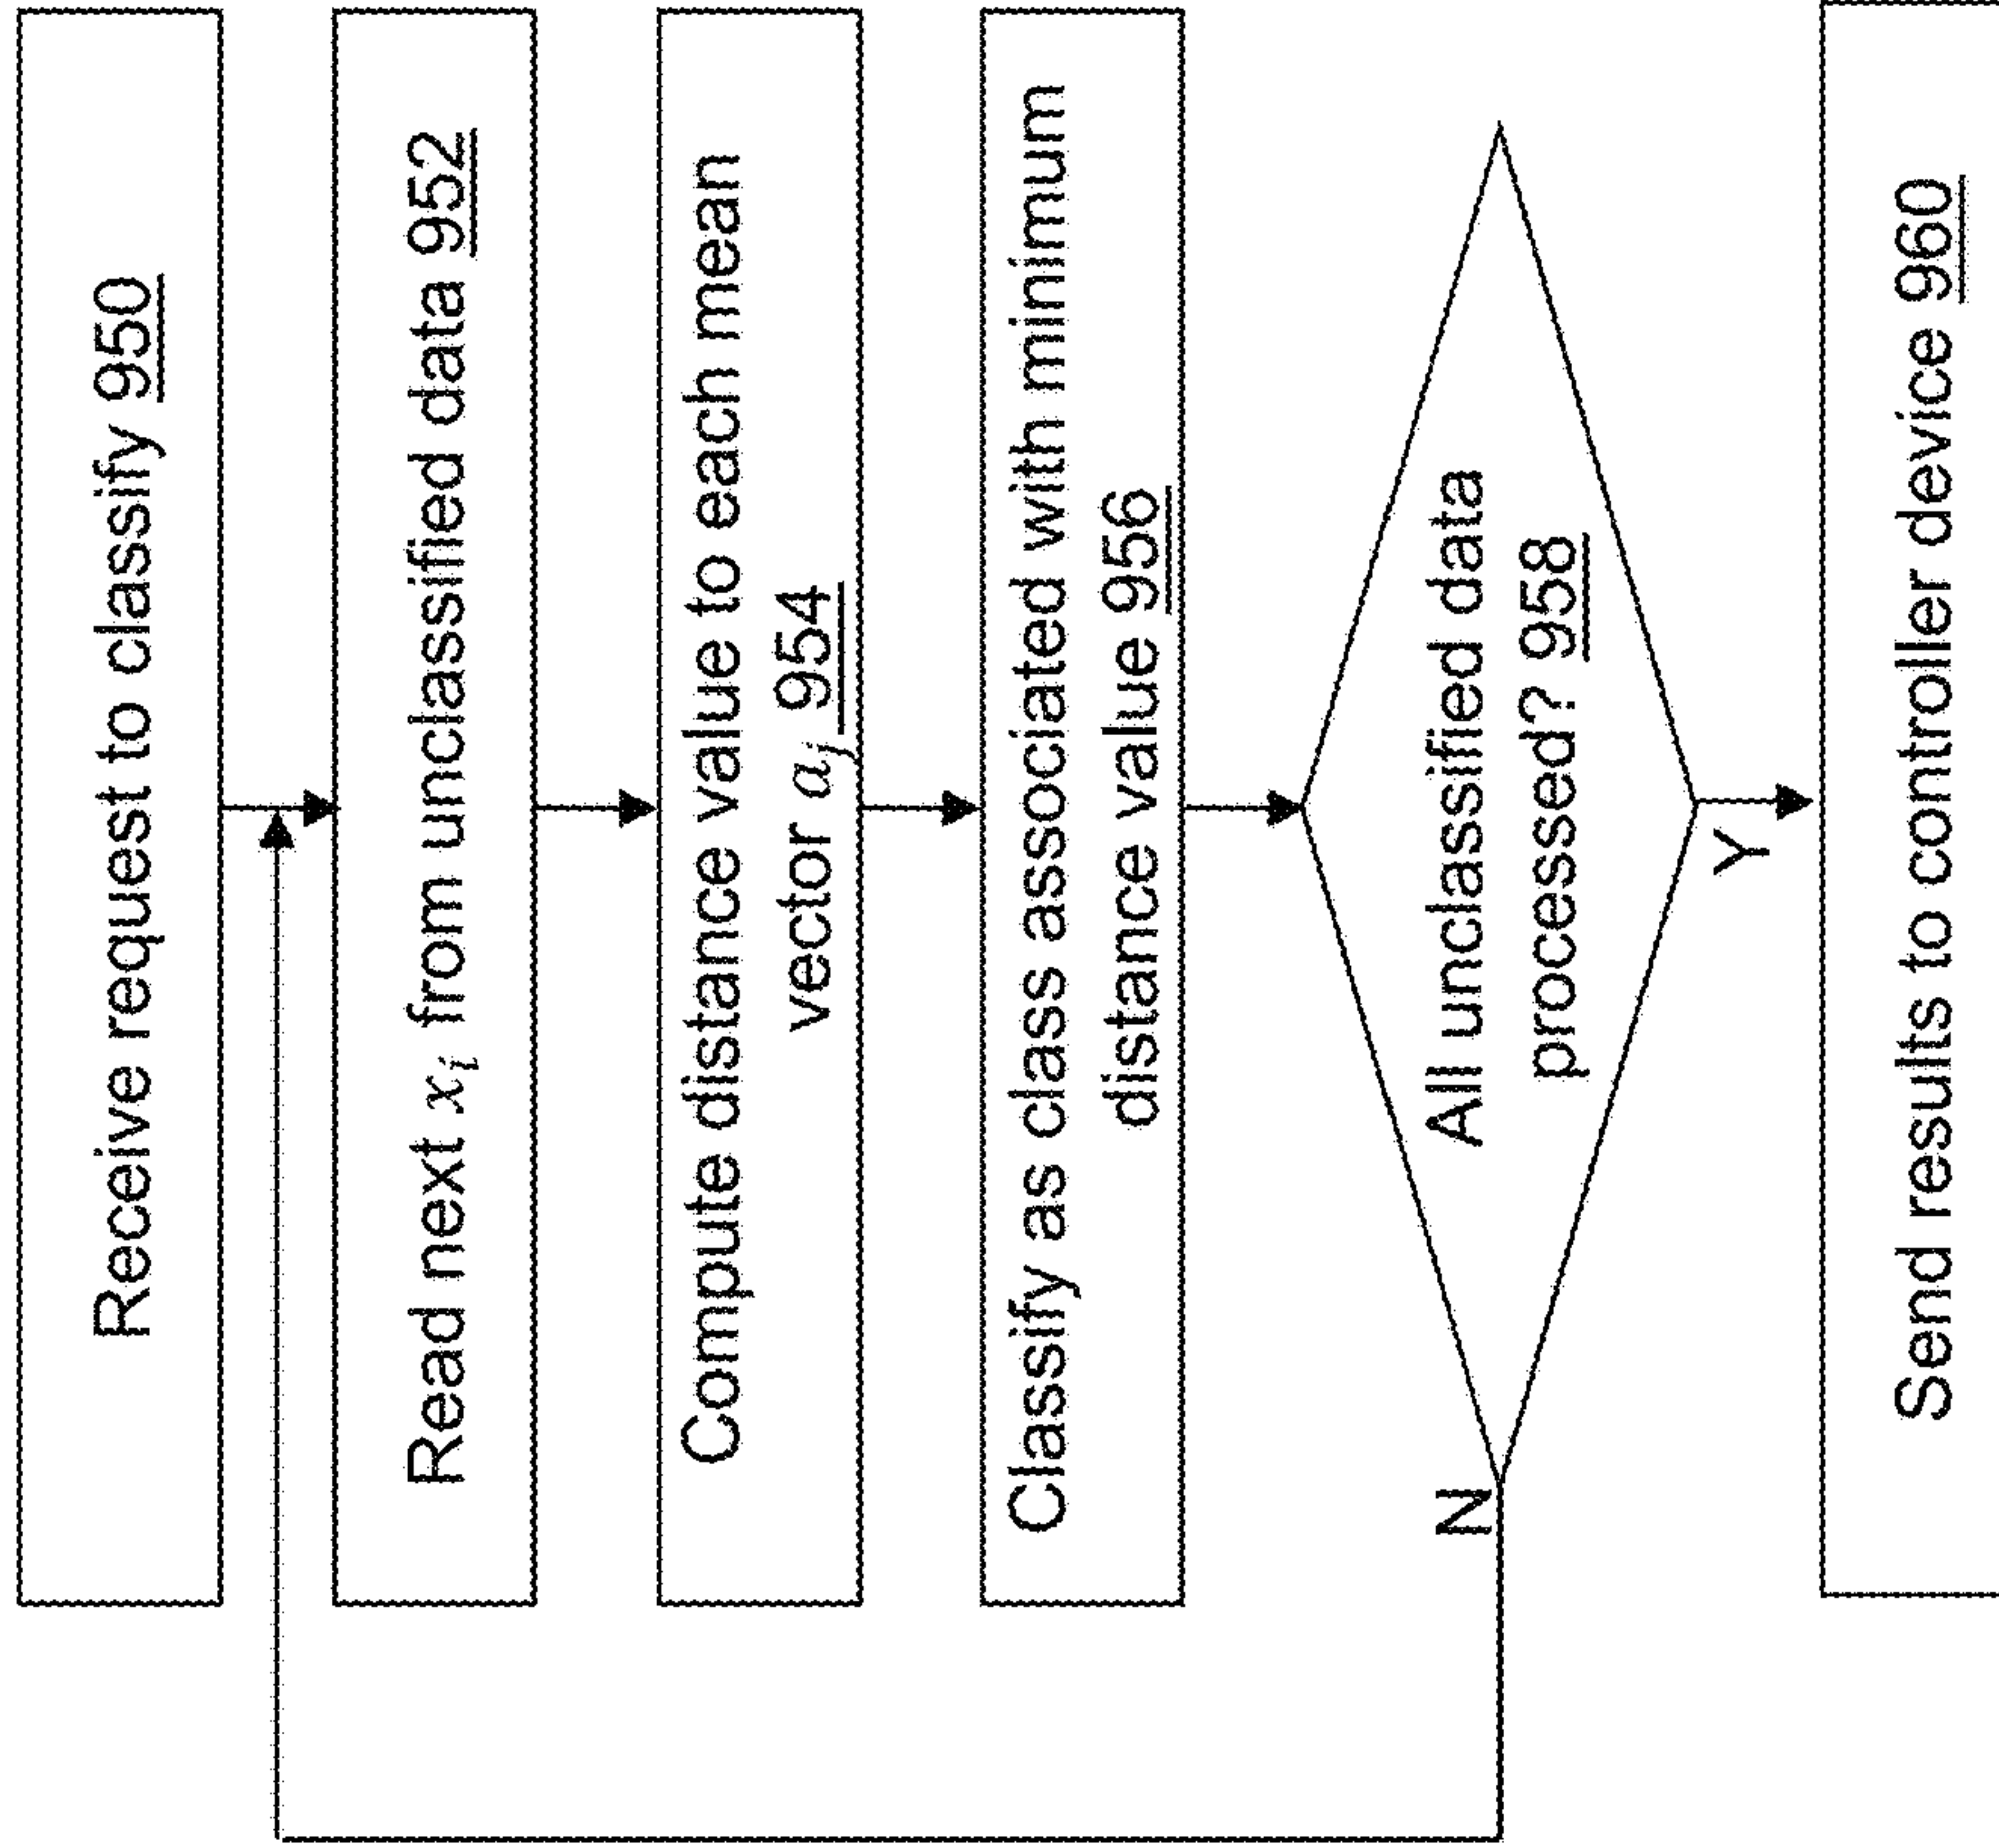 Receive request to classify 950
Read next xᵢ from unclassified data 952
Compute distance value to each mean
vector aⱼ 954
Classify as class associated with minimum
distance value 956
All unclassified data
processed? 958
N
Y
Send results to controller device 960